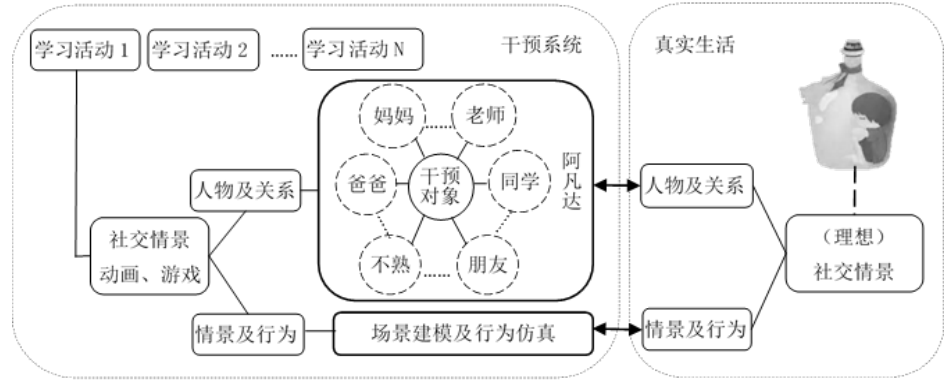 学习活动 1
学习活动 2
......
学习活动 N
干预系统
真实生活
妈妈
......
老师
爸爸
干预
对象
同学
阿凡达
不熟
......
朋友
人物及关系
人物及关系
社交情景
动画、游戏
（理想）
社交情景
情景及行为
场景建模及行为仿真
情景及行为